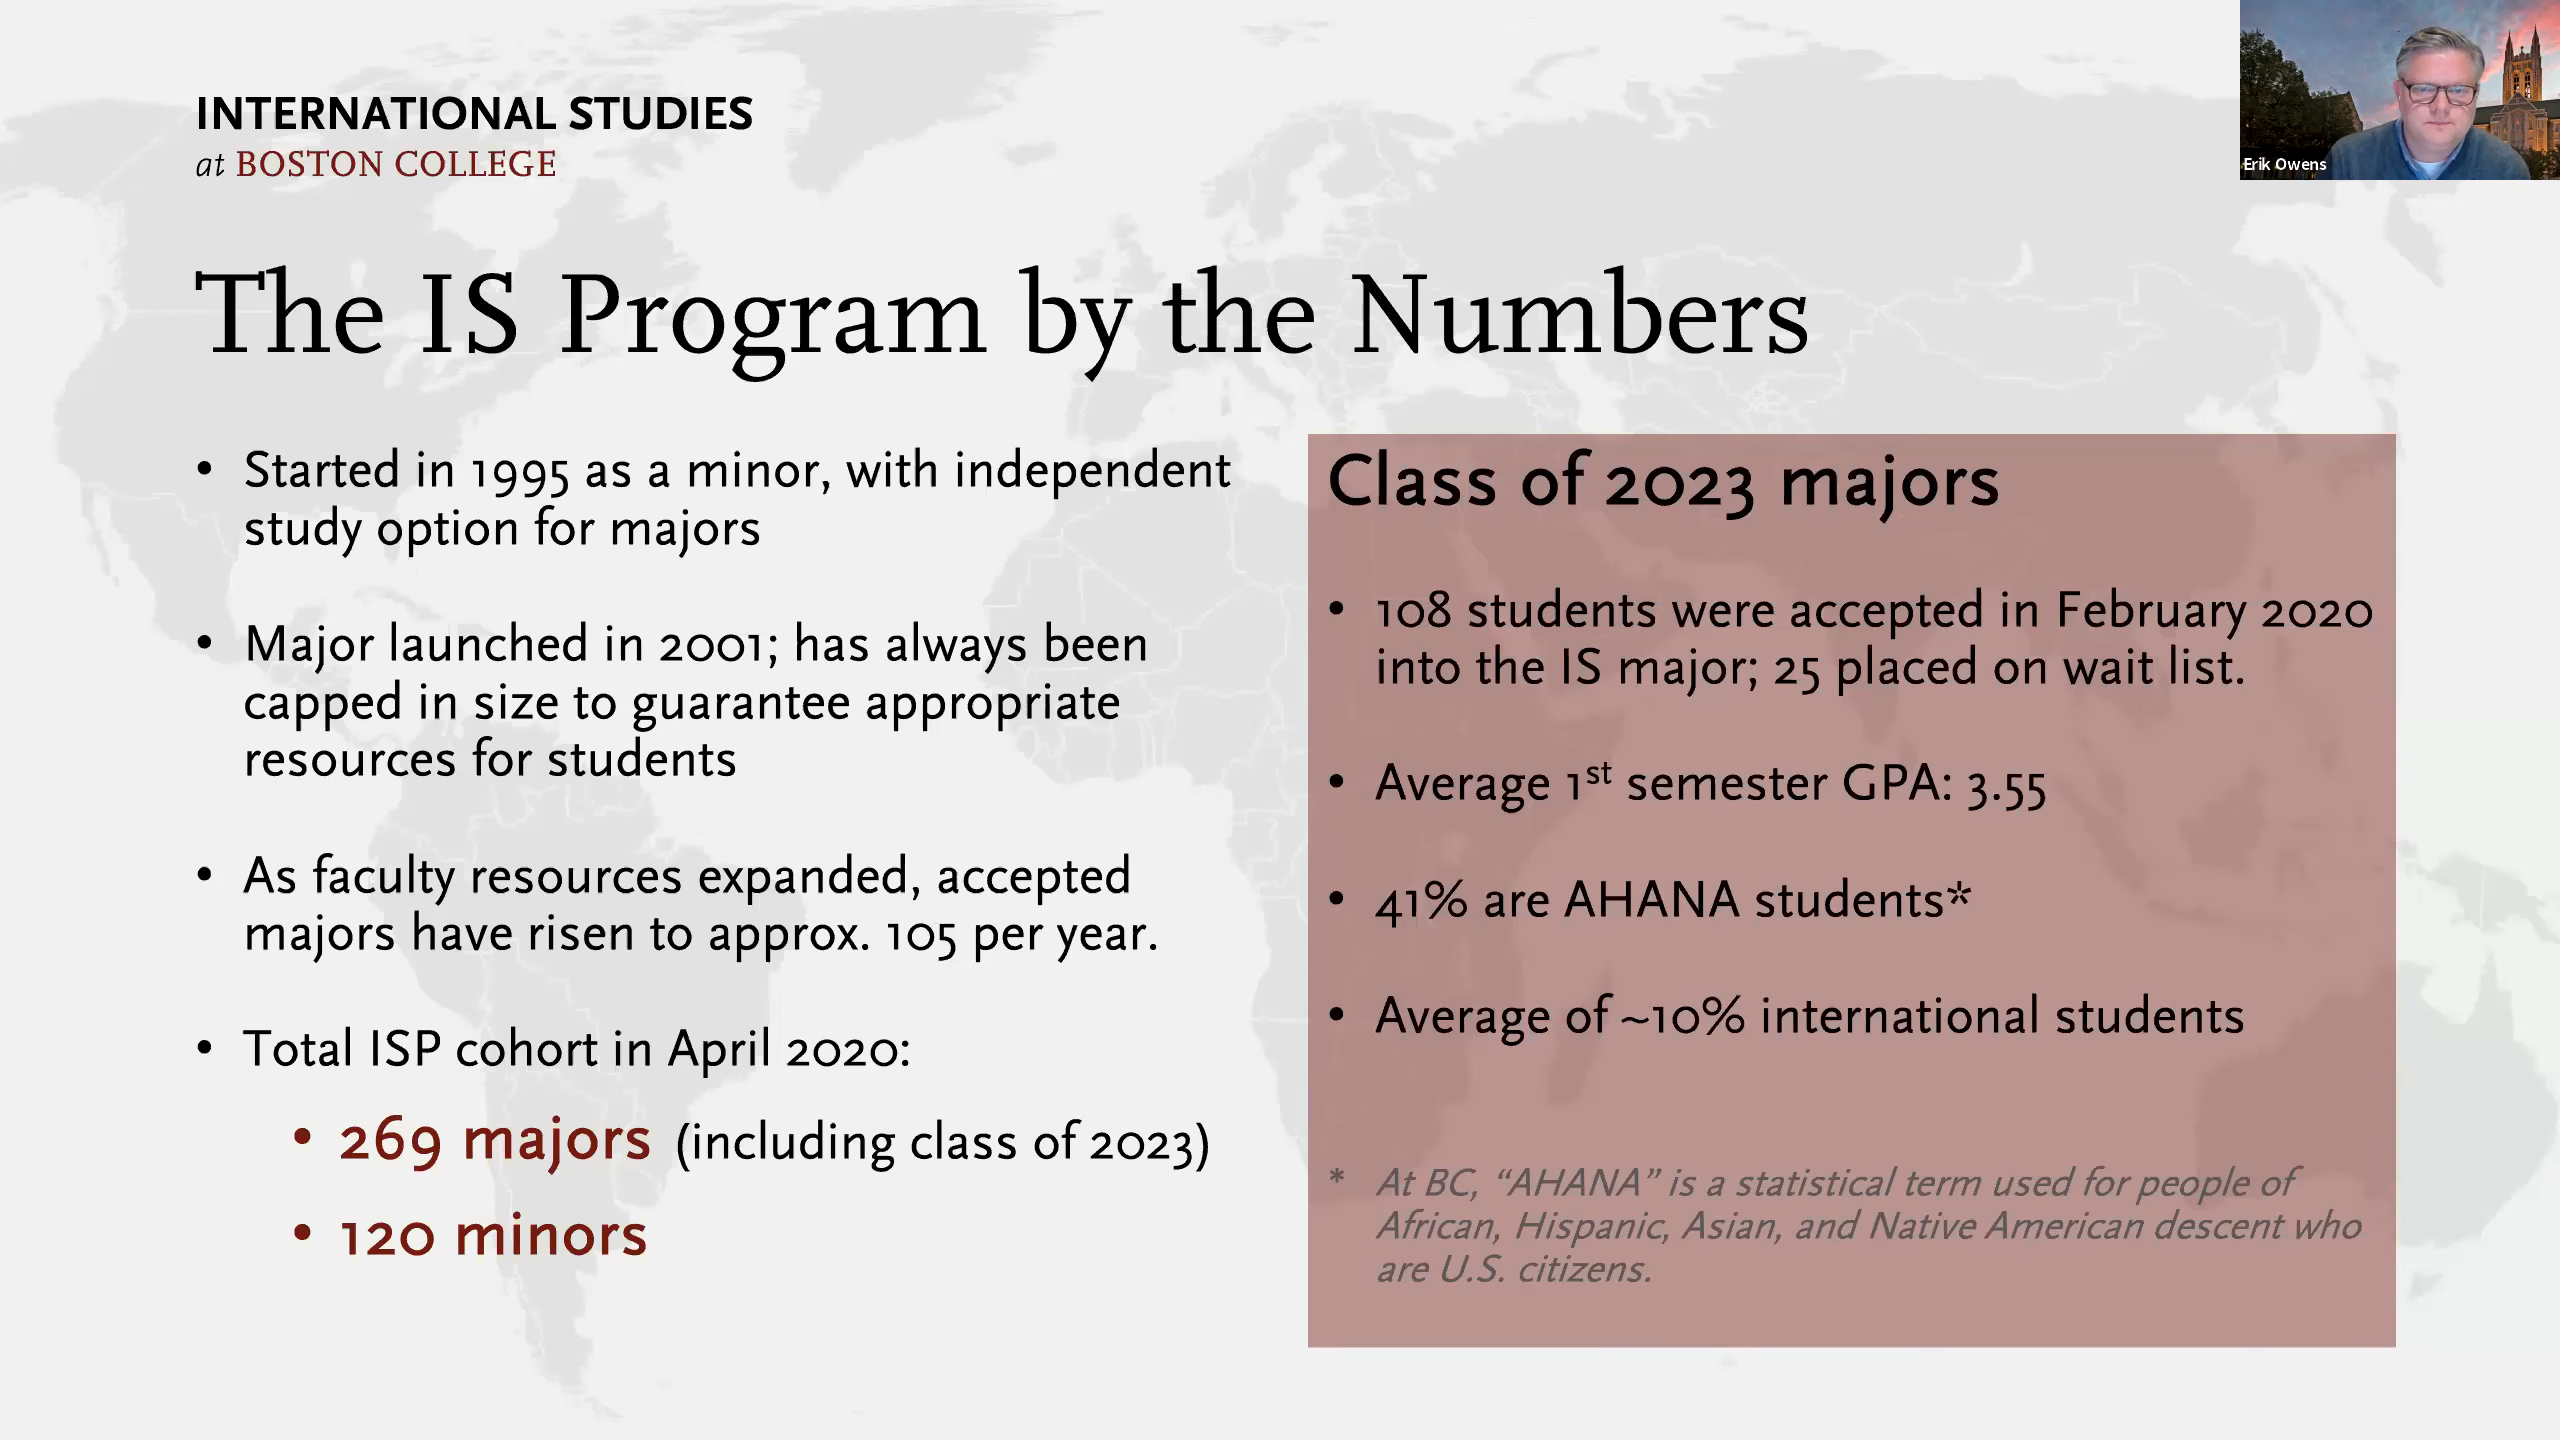 INTERNATIONAL STUDIES
at BOSTON COLLEGE
Erik Owens
The IS Program by the Numbers
• Started in 1995 as a minor, with independent
study option for majors
• Major launched in 2001; has always been
capped in size to guarantee appropriate
resources for students
• As faculty resources expanded, accepted
majors have risen to approx. 105 per year.
• Total ISP cohort in April 2020:
• 269 majors (including class of 2023)
• 120 minors
Class of 2023 majors
• 108 students were accepted in February 2020
into the IS major; 25 placed on wait list.
• Average 1st semester GPA: 3.55
• 41% are AHANA students*
• Average of ~10% international students
* At BC, “AHANA” is a statistical term used for people of
African, Hispanic, Asian, and Native American descent who
are U.S. citizens.